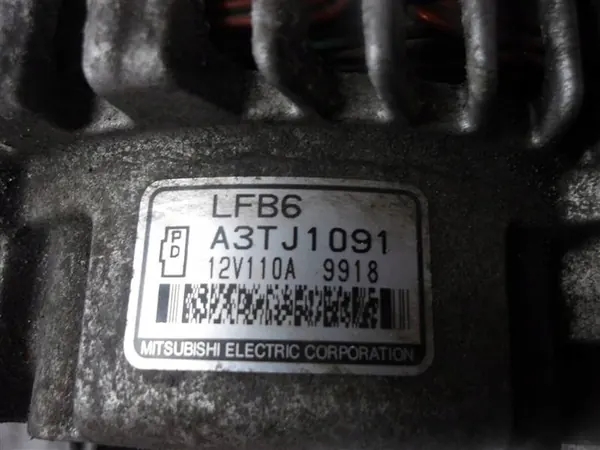 LFB6
P
D
A3TJ1091
12V110A 9918
MITSUBISHI ELECTRIC CORPORATION